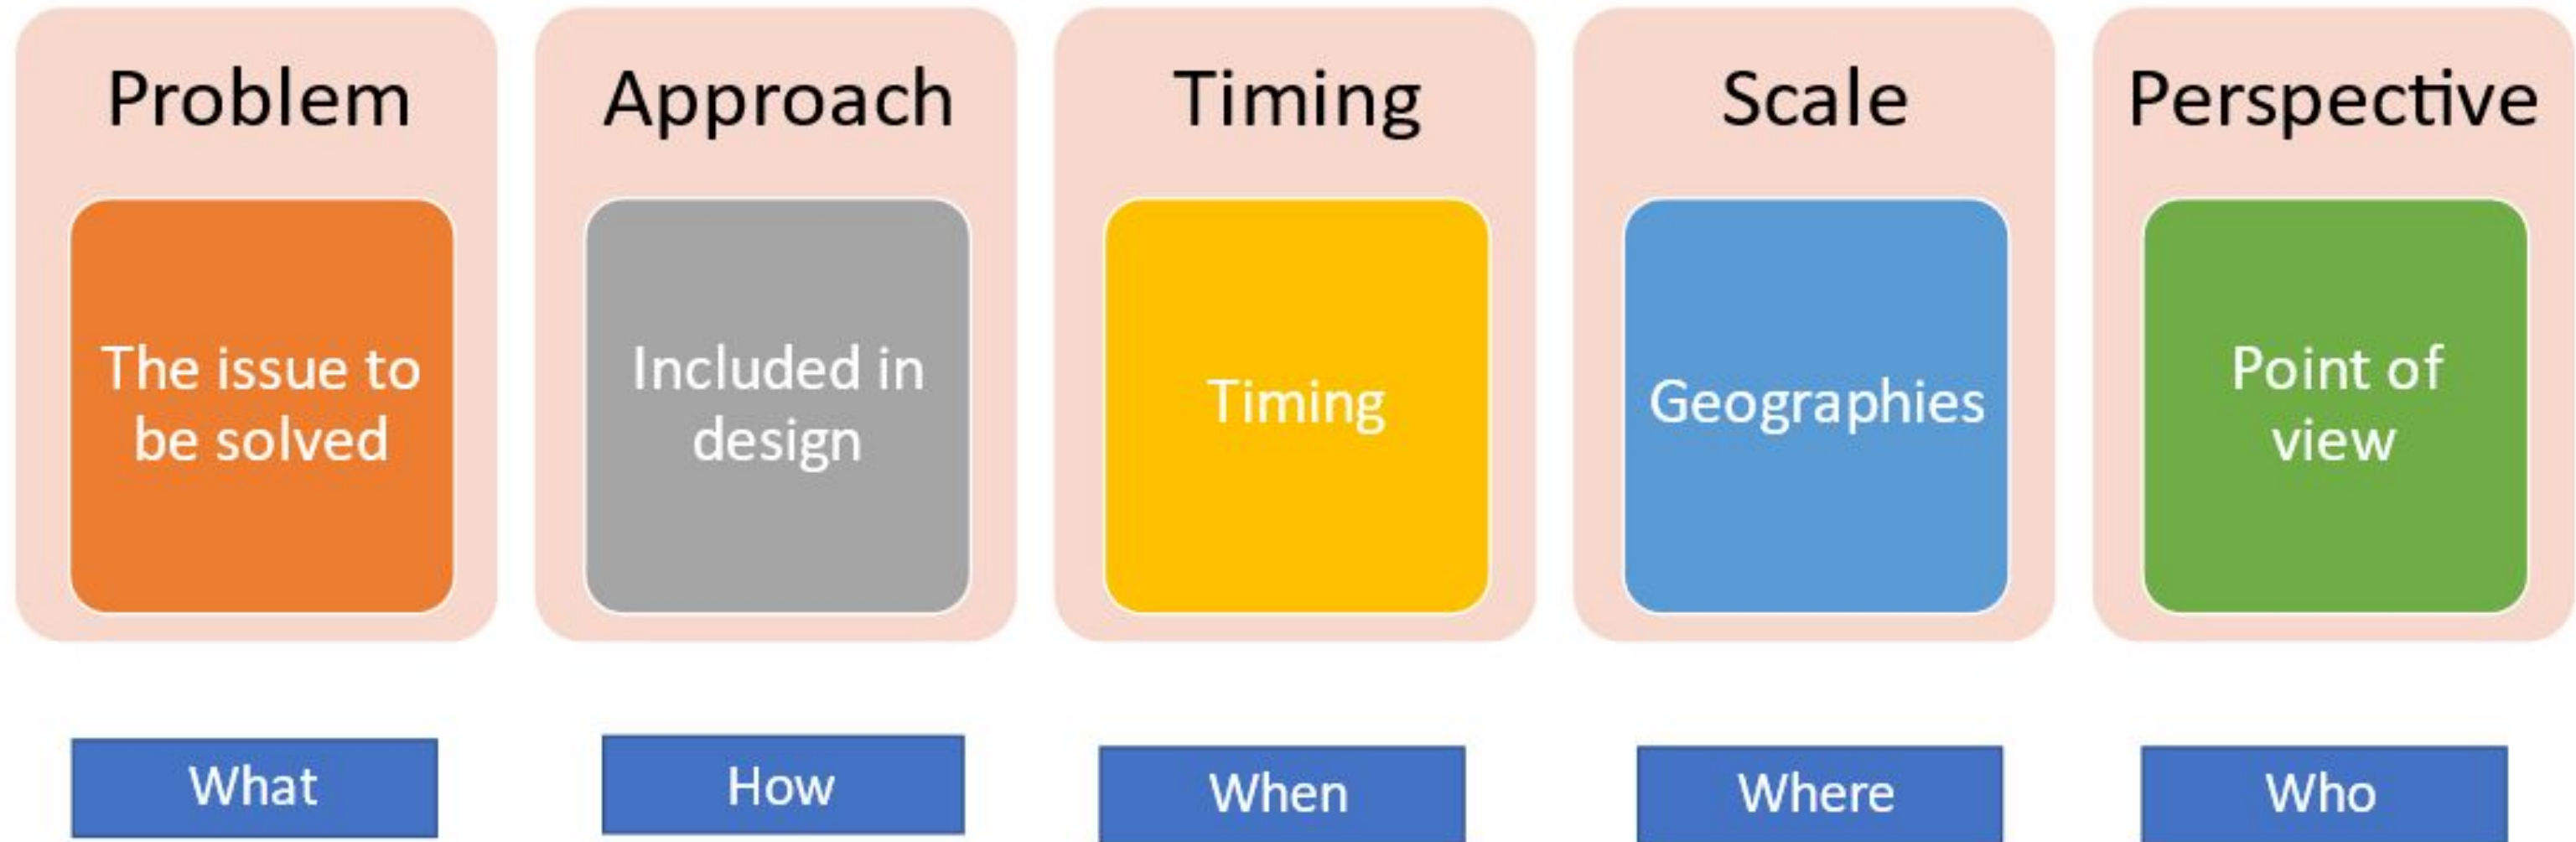 Problem
Approach
Timing
Scale
Perspective
The issue to
be solved
Included in
design
Timing
Geographies
Point of
view
What
How
When
Where
Who